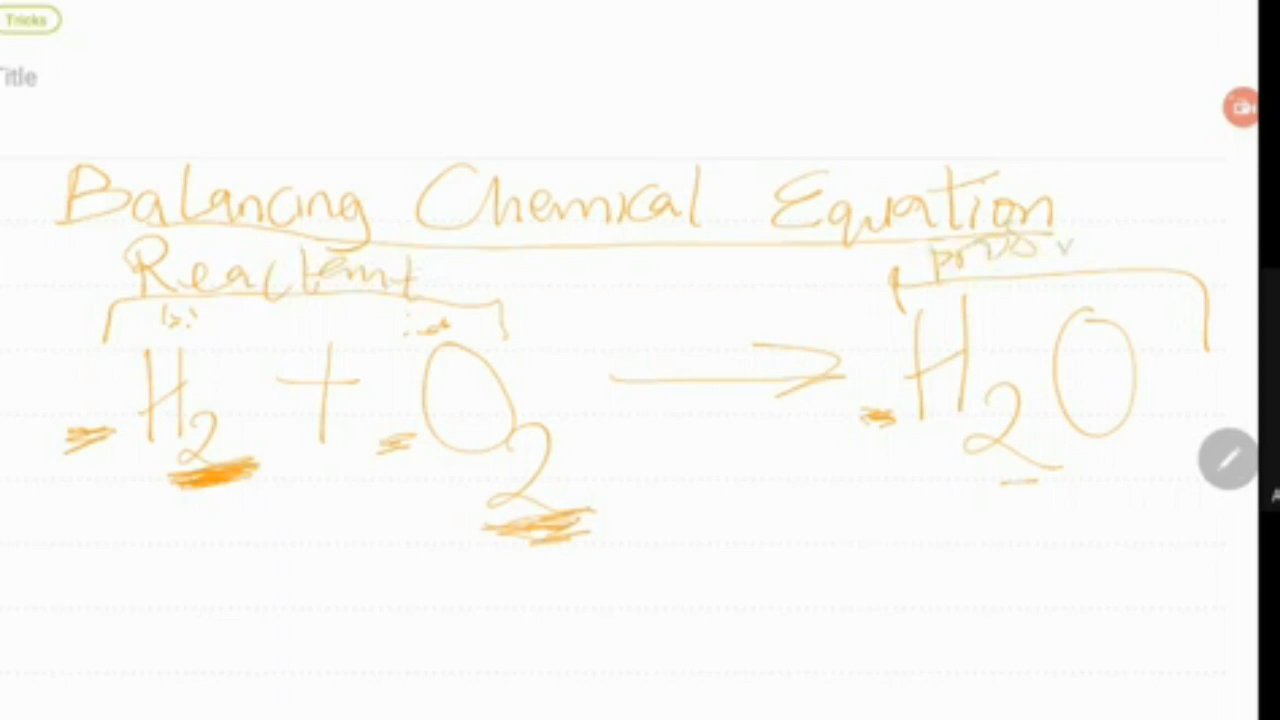 Tricks
Title
Balancing Chemical Equation
Reactant
H2 + O2 → H2O